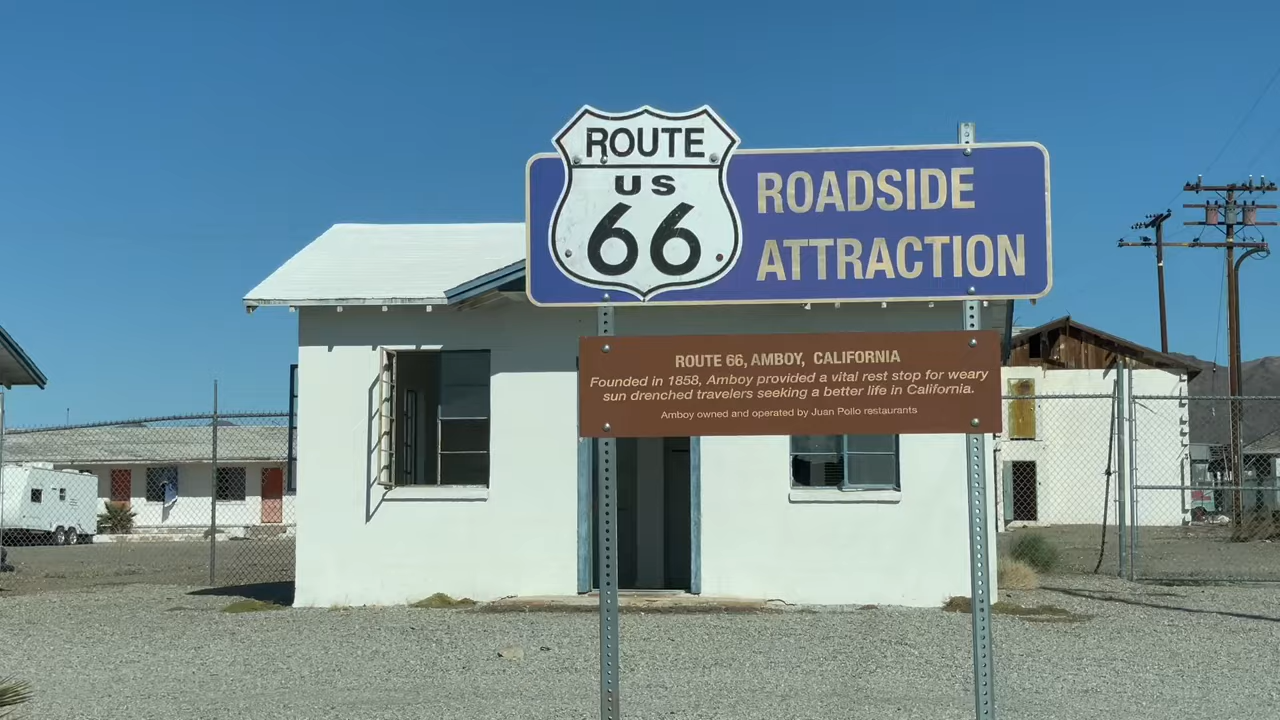 ROUTE
US
66
ROADSIDE
ATTRACTION
ROUTE 66, AMBOY, CALIFORNIA
Founded in 1858, Amboy provided a vital rest stop for weary
sun drenched travelers seeking a better life in California.
Amboy owned and operated by Juan Pollo restaurants